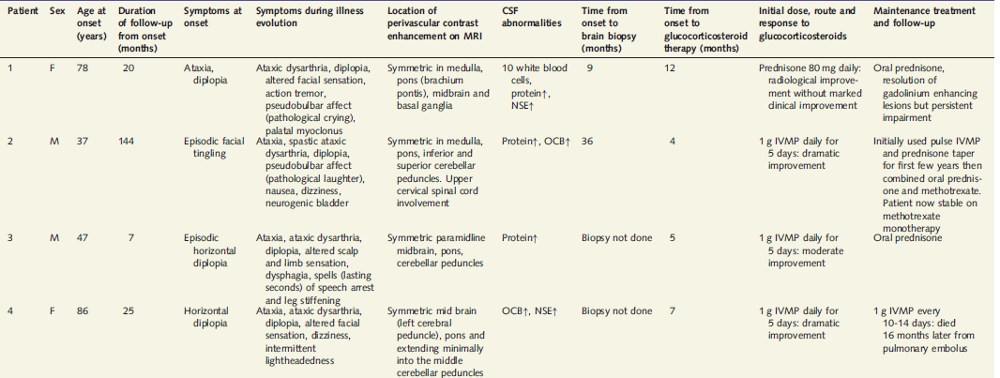 Patient Sex Age at onset (years) Duration of follow-up from onset (months) Symptoms at onset Symptoms during illness evolution Location of perivascular contrast enhancement on MRI CSF abnormalities Time from onset to brain biopsy (months) Time from onset to glucocorticosteroid therapy (months) Initial dose, route and response to glucocorticosteroids Maintenance treatment and follow-up
1 F 78 20 Ataxia, diplopia Ataxic dysarthria, diplopia, altered facial sensation, action tremor, pseudobulbar affect (pathological crying), palatal myoclonus Symmetric in medulla, pons (brachium pontis), midbrain and basal ganglia 10 white blood cells, protein↑, NSE↑ 9 12 Prednisone 80 mg daily: radiological improve-ment without marked clinical improvement Oral prednisone, resolution of gadolinium enhancing lesions but persistent impairment
2 M 37 144 Episodic facial tingling Ataxia, spastic ataxic dysarthria, diplopia, pseudobulbar affect (pathological laughter), nausea, dizziness, neurogenic bladder Symmetric in medulla, pons, inferior and superior cerebellar peduncles. Upper cervical spinal cord involvement Protein↑, OCB↑ 36 4 1 g IVMP daily for 5 days: dramatic improvement Initially used pulse IVMP and prednisone taper for first few years then combined oral prednis-one and methotrexate. Patient now stable on methotrexate monotherapy
3 M 47 7 Episodic horizontal diplopia Ataxia, ataxic dysarthria, diplopia, altered scalp and limb sensation, dysphagia, spells (lasting seconds) of speech arrest and leg stiffening Symmetric paramidline midbrain, pons, cerebellar peduncles Protein↑ Biopsy not done 5 1 g IVMP daily for 5 days: moderate improvement Oral prednisone
4 F 86 25 Horizontal diplopia Ataxia, ataxic dysarthria, diplopia, altered facial sensation, dizziness, intermittent lightheadedness Symmetric mid brain (left cerebral peduncle), pons and extending minimally into the middle cerebellar peduncles OCB↑, NSE↑ Biopsy not done 7 1 g IVMP daily for 5 days: dramatic improvement 1 g IVMP every 10-14 days: died 16 months later from pulmonary embolus